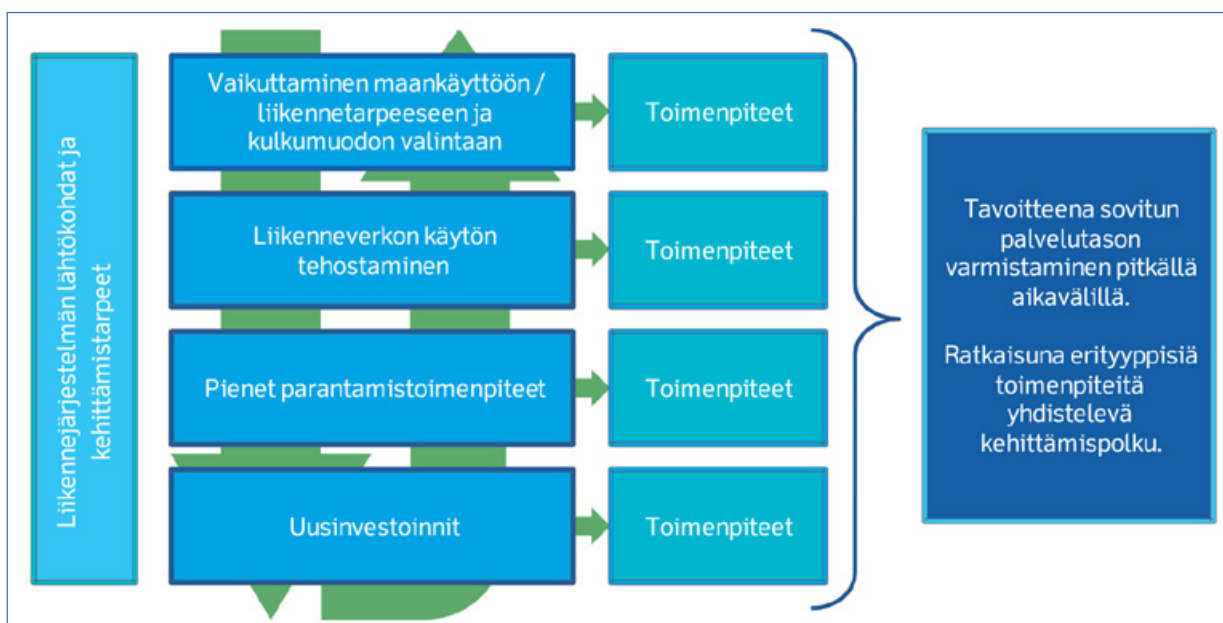 Liikennejärjestelmän lähtökohdat ja
kehittämistarpeet
Vaikuttaminen maankäyttöön /
liikennetarpeeseen ja
kulkumuodon valintaan
Toimenpiteet
Liikenneverkon käytön
tehostaminen
Toimenpiteet
Pienet parantamistoimenpiteet
Toimenpiteet
Uusinvestoinnit
Toimenpiteet
Tavoitteena sovitun
palvelutason
varmistaminen pitkällä
aikavälillä.
Ratkaisuna erityyppisiä
toimenpiteitä
yhdistelevä
kehittämispolku.